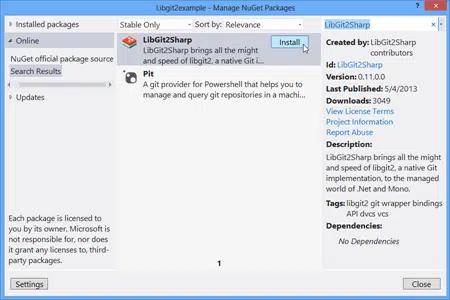 Libgit2example - Manage NuGet Packages
Installed packages
Online
NuGet official package source
Search Results
Updates
Each package is licensed to
you by its owner. Microsoft is
not responsible for, nor does
it grant any licenses to, third-
party packages.
Settings
Stable Only
Sort by: Relevance
LibGit2Sharp
Install
LibGit2Sharp brings all the might
and speed of libgit2, a native Git i...
Pit
A git provider for Powershell that helps you to
manage and query git repositories in a machi...
1
LibGit2Sharp
Created by: LibGit2Sharp
contributors
Id: LibGit2Sharp
Version: 0.11.0.0
Last Published: 5/4/2013
Downloads: 3049
View License Terms
Project Information
Report Abuse
Description:
LibGit2Sharp brings all the might
and speed of libgit2, a native Git
implementation, to the managed
world of .Net and Mono.
Tags: libgit2 git wrapper bindings
API dvcs vcs
Dependencies:
No Dependencies
Close